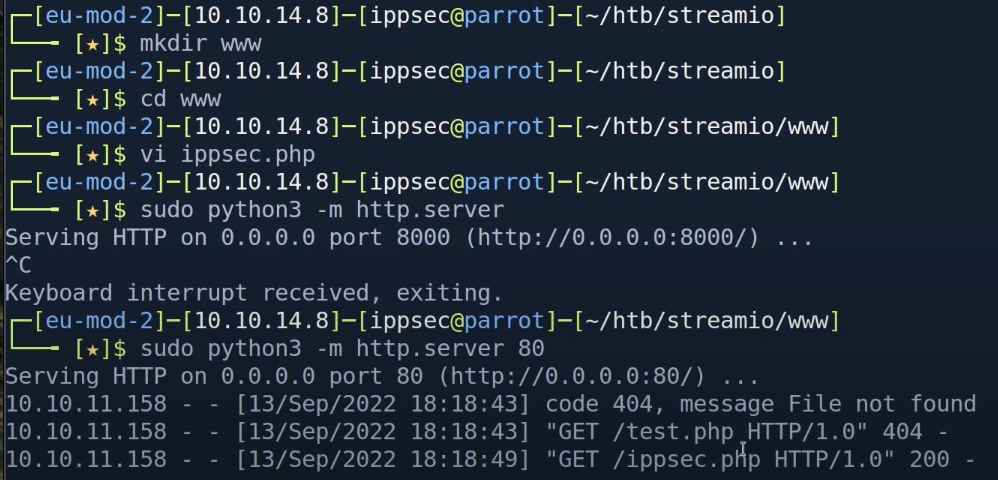 ┌─[eu-mod-2]─[10.10.14.8]─[ippsec@parrot]─[~/htb/streamio]
└──╼ [★]$ mkdir www
┌─[eu-mod-2]─[10.10.14.8]─[ippsec@parrot]─[~/htb/streamio]
└──╼ [★]$ cd www
┌─[eu-mod-2]─[10.10.14.8]─[ippsec@parrot]─[~/htb/streamio/www]
└──╼ [★]$ vi ippsec.php
┌─[eu-mod-2]─[10.10.14.8]─[ippsec@parrot]─[~/htb/streamio/www]
└──╼ [★]$ sudo python3 -m http.server
Serving HTTP on 0.0.0.0 port 8000 (http://0.0.0.0:8000/) ...
^C
Keyboard interrupt received, exiting.
┌─[eu-mod-2]─[10.10.14.8]─[ippsec@parrot]─[~/htb/streamio/www]
└──╼ [★]$ sudo python3 -m http.server 80
Serving HTTP on 0.0.0.0 port 80 (http://0.0.0.0:80/) ...
10.10.11.158 - - [13/Sep/2022 18:18:43] code 404, message File not found
10.10.11.158 - - [13/Sep/2022 18:18:43] "GET /test.php HTTP/1.0" 404 -
10.10.11.158 - - [13/Sep/2022 18:18:49] "GET /ippsec.php HTTP/1.0" 200 -